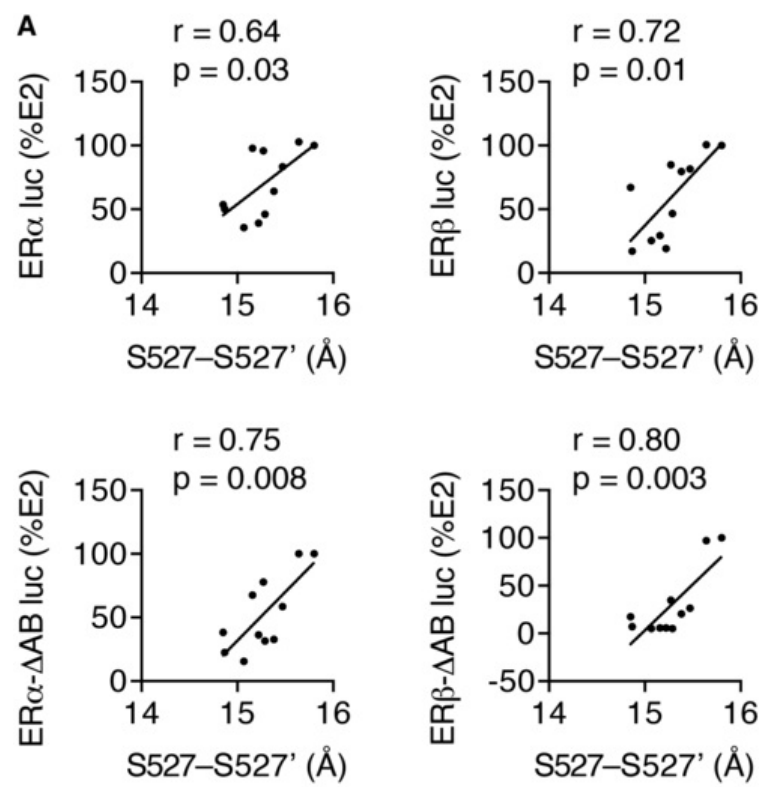 A
r = 0.64
p = 0.03
ERα luc (%E2)
150
100
50
0
14
15
16
S527–S527’ (Å)
r = 0.72
p = 0.01
ERβ luc (%E2)
150
100
50
0
14
15
16
S527–S527’ (Å)
r = 0.75
p = 0.008
ERα-ΔAB luc (%E2)
150
100
50
0
14
15
16
S527–S527’ (Å)
r = 0.80
p = 0.003
ERβ-ΔAB luc (%E2)
150
100
50
0
-50
14
15
16
S527–S527’ (Å)